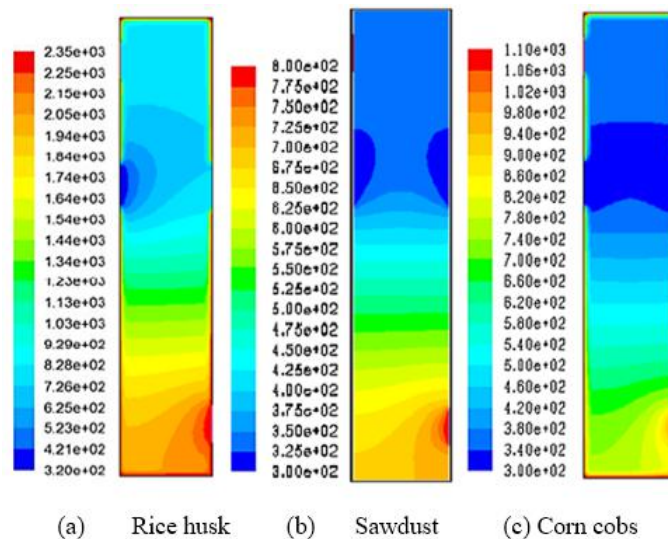 2.35e+03
2.25e+03
2.15e+03
2.05e+03
1.94e+03
1.84e+03
1.74e+03
1.64e+03
1.54e+03
1.44e+03
1.34e+03
1.23e+03
1.13e+03
1.03e+03
9.29e+02
8.28e+02
7.26e+02
6.25e+02
5.23e+02
4.21e+02
3.20e+02
8.00e+02
7.75e+02
7.50e+02
7.25e+02
7.00e+02
6.75e+02
6.50e+02
6.25e+02
6.00e+02
5.75e+02
5.50e+02
5.25e+02
5.00e+02
4.75e+02
4.50e+02
4.25e+02
4.00e+02
3.75e+02
3.50e+02
3.25e+02
3.00e+02
1.10e+03
1.06e+03
1.02e+03
9.80e+02
9.40e+02
9.00e+02
8.60e+02
8.20e+02
7.80e+02
7.40e+02
7.00e+02
6.60e+02
6.20e+02
5.80e+02
5.40e+02
5.00e+02
4.60e+02
4.20e+02
3.80e+02
3.40e+02
3.00e+02
(a) Rice husk (b) Sawdust (c) Corn cobs